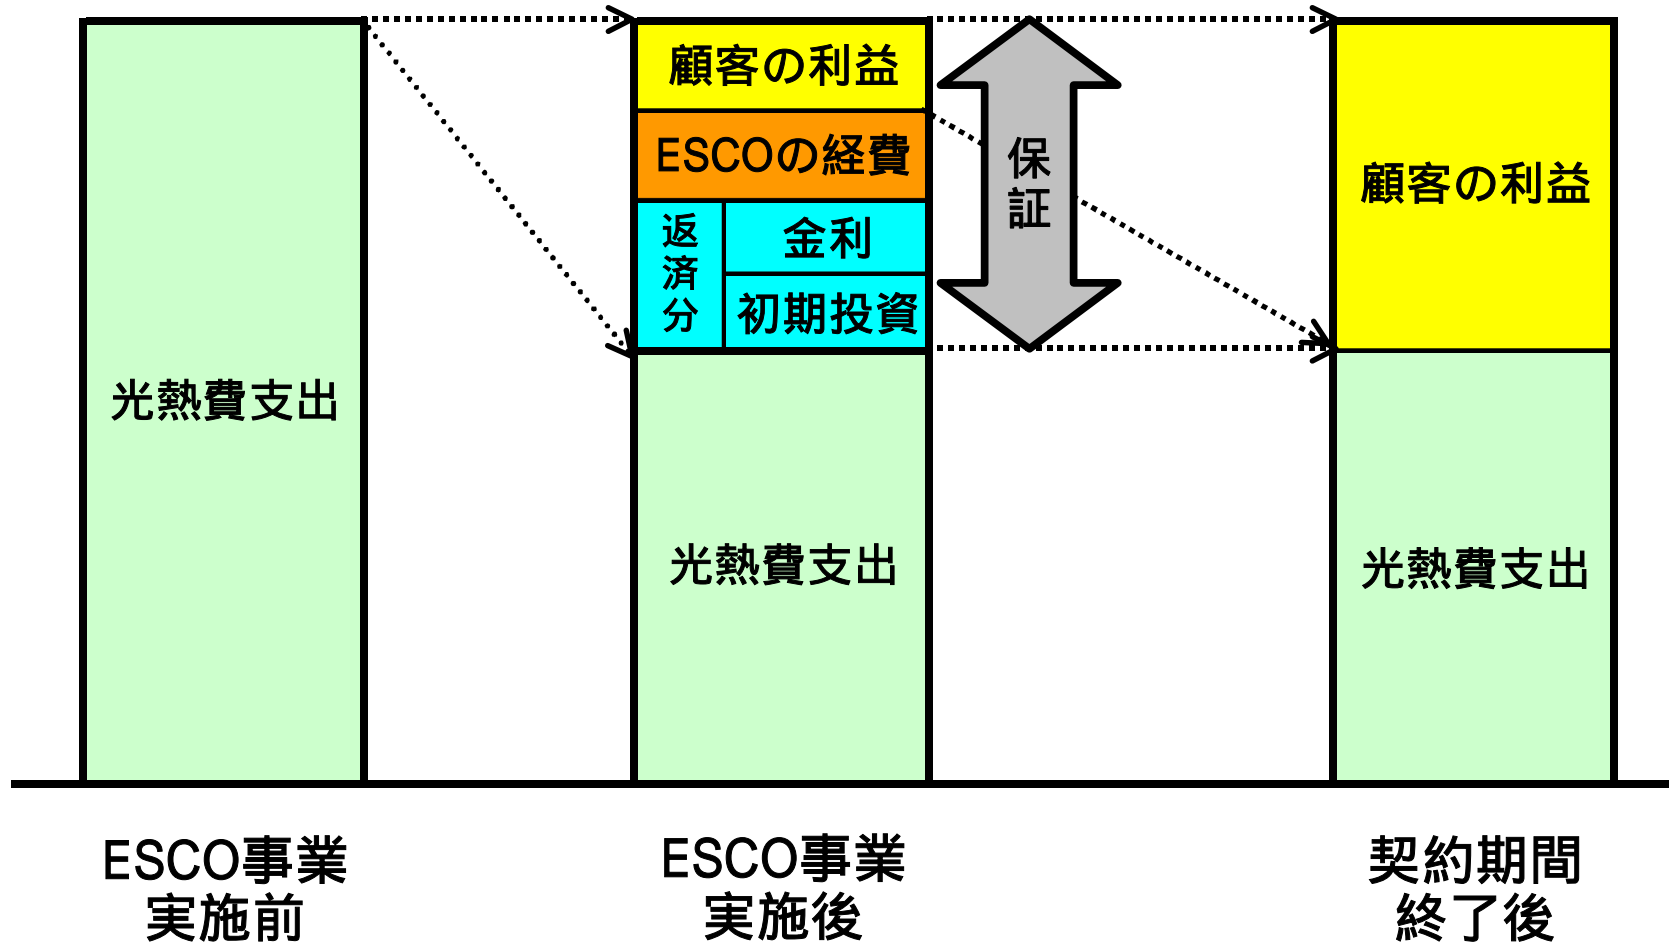 光熱費支出
ESCO事業
実施前
顧客の利益
ESCOの経費
返済分
金利
初期投資
光熱費支出
ESCO事業
実施後
保証
顧客の利益
光熱費支出
契約期間
終了後